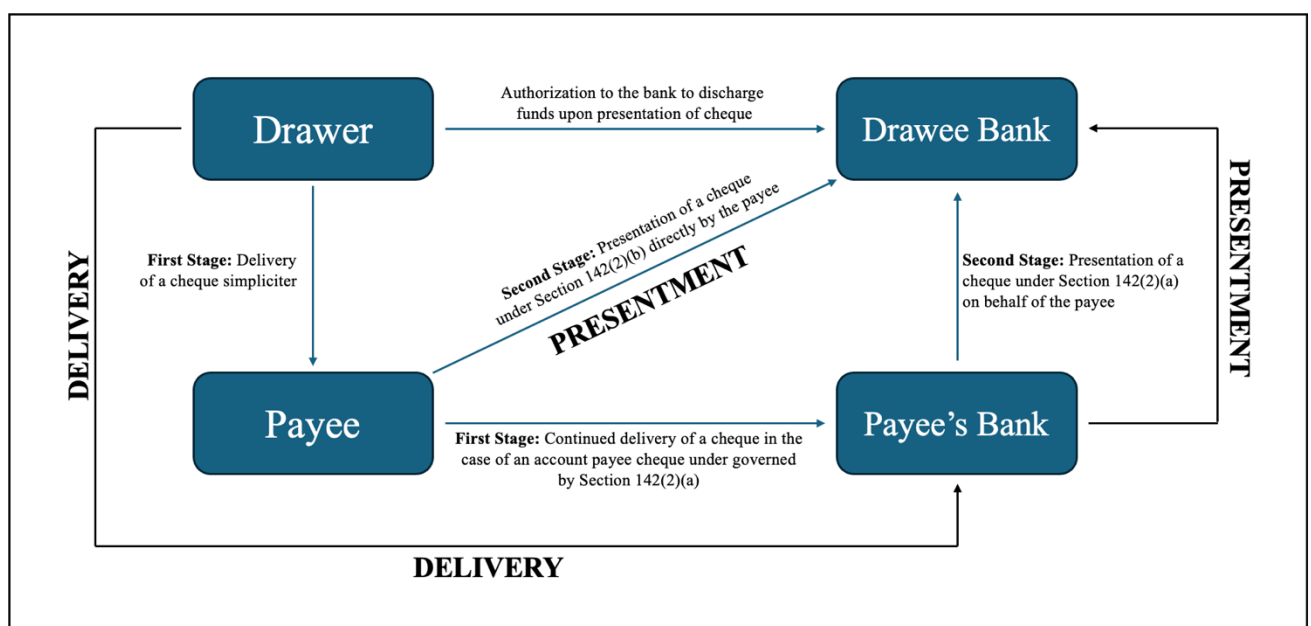 Drawer
Authorization to the bank to discharge
funds upon presentation of cheque
Drawee Bank
DELIVERY
First Stage: Delivery
of a cheque simpliciter
Second Stage: Presentation of a cheque
under Section 142(2)(b) directly by the payee
PRESENTMENT
Second Stage: Presentation of a
cheque under Section 142(2)(a)
on behalf of the payee
PRESENTMENT
Payee
First Stage: Continued delivery of a cheque in the
case of an account payee cheque under governed
by Section 142(2)(a)
Payee’s Bank
DELIVERY